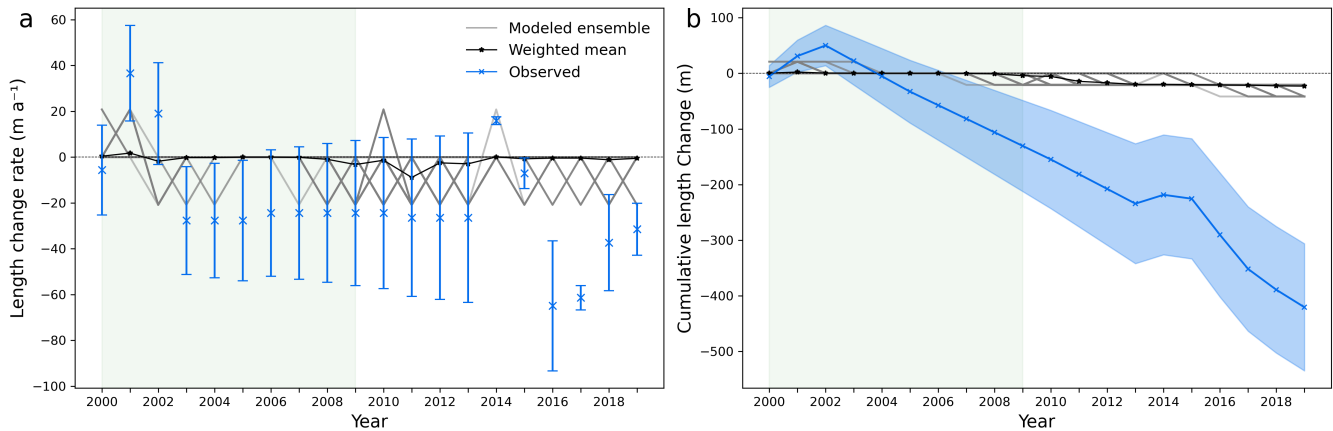 a
Length change rate (m a⁻¹)
60
40
20
0
−20
−40
−60
−80
−100
Modeled ensemble
Weighted mean
Observed
2000 2002 2004 2006 2008 2010 2012 2014 2016 2018
Year
b
Cumulative length Change (m)
100
0
−100
−200
−300
−400
−500
2000 2002 2004 2006 2008 2010 2012 2014 2016 2018
Year